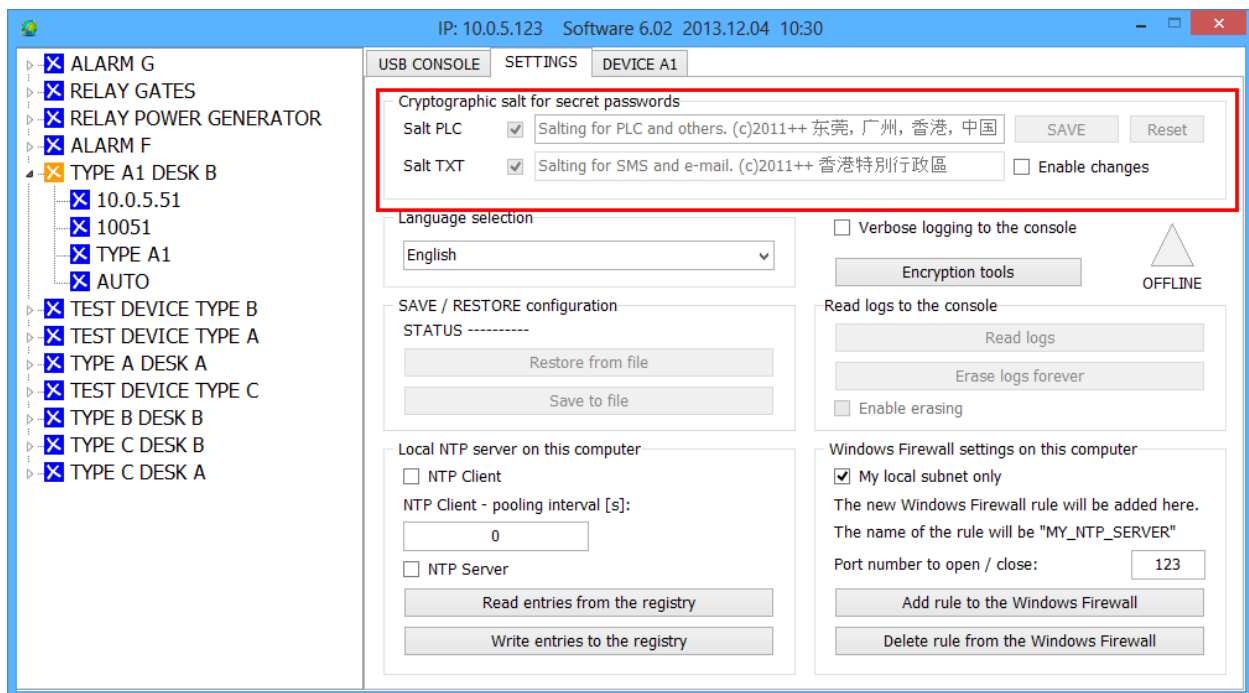 IP: 10.0.5.123 Software 6.02 2013.12.04 10:30
ALARM G
RELAY GATES
RELAY POWER GENERATOR
ALARM F
TYPE A1 DESK B
10.0.5.51
10051
TYPE A1
AUTO
TEST DEVICE TYPE B
TEST DEVICE TYPE A
TYPE A DESK A
TEST DEVICE TYPE C
TYPE B DESK B
TYPE C DESK B
TYPE C DESK A
USB CONSOLE SETTINGS DEVICE A1
Cryptographic salt for secret passwords
Salt PLC Salting for PLC and others. (c)2011++ 东莞, 广州, 香港, 中国 SAVE Reset
Salt TXT Salting for SMS and e-mail. (c)2011++ 香港特別行政區 Enable changes
Language selection
English
Verbose logging to the console
Encryption tools
OFFLINE
SAVE / RESTORE configuration
STATUS ----------
Restore from file
Save to file
Read logs to the console
Read logs
Erase logs forever
Enable erasing
Local NTP server on this computer
NTP Client
NTP Client - pooling interval [s]:
0
NTP Server
Read entries from the registry
Write entries to the registry
Windows Firewall settings on this computer
My local subnet only
The new Windows Firewall rule will be added here.
The name of the rule will be "MY_NTP_SERVER"
Port number to open / close: 123
Add rule to the Windows Firewall
Delete rule from the Windows Firewall